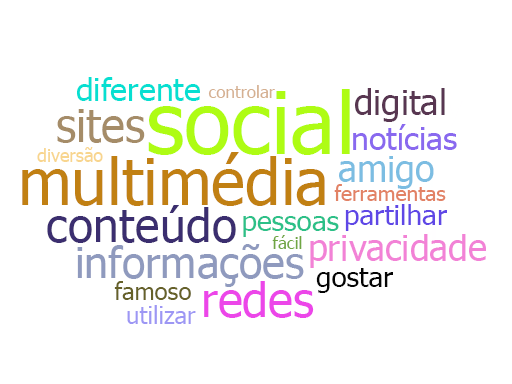 diferente
controlar
social
digital
sites
notícias
diversão
amigo
multimédia
ferramentas
conteúdo
pessoas
partilhar
fácil
informações
privacidade
gostar
famoso
redes
utilizar